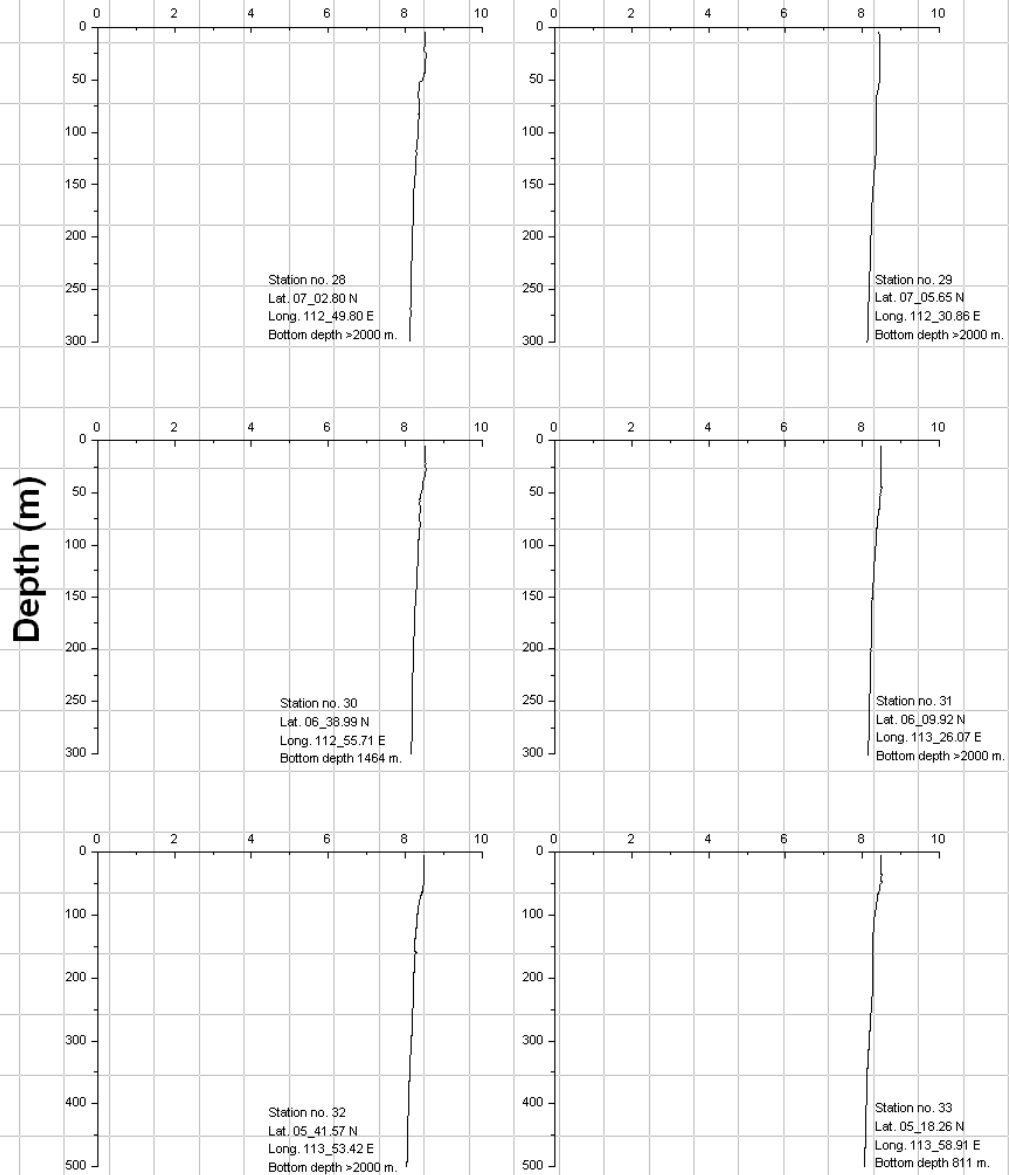 0 2 4 6 8 10
0
50
100
150
200
250
300
Station no. 28
Lat. 07_02.80 N
Long. 112_49.80 E
Bottom depth >2000 m.
0 2 4 6 8 10
0
50
100
150
200
250
300
Station no. 29
Lat. 07_05.65 N
Long. 112_30.86 E
Bottom depth >2000 m.
Depth (m)
0 2 4 6 8 10
0
50
100
150
200
250
300
Station no. 30
Lat. 06_38.99 N
Long. 112_55.71 E
Bottom depth 1464 m.
0 2 4 6 8 10
0
50
100
150
200
250
300
Station no. 31
Lat. 06_09.92 N
Long. 113_26.07 E
Bottom depth >2000 m.
0 2 4 6 8 10
0
100
200
300
400
500
Station no. 32
Lat. 05_41.57 N
Long. 113_53.42 E
Bottom depth >2000 m.
0 2 4 6 8 10
0
100
200
300
400
500
Station no. 33
Lat. 05_18.26 N
Long. 113_58.91 E
Bottom depth 811 m.